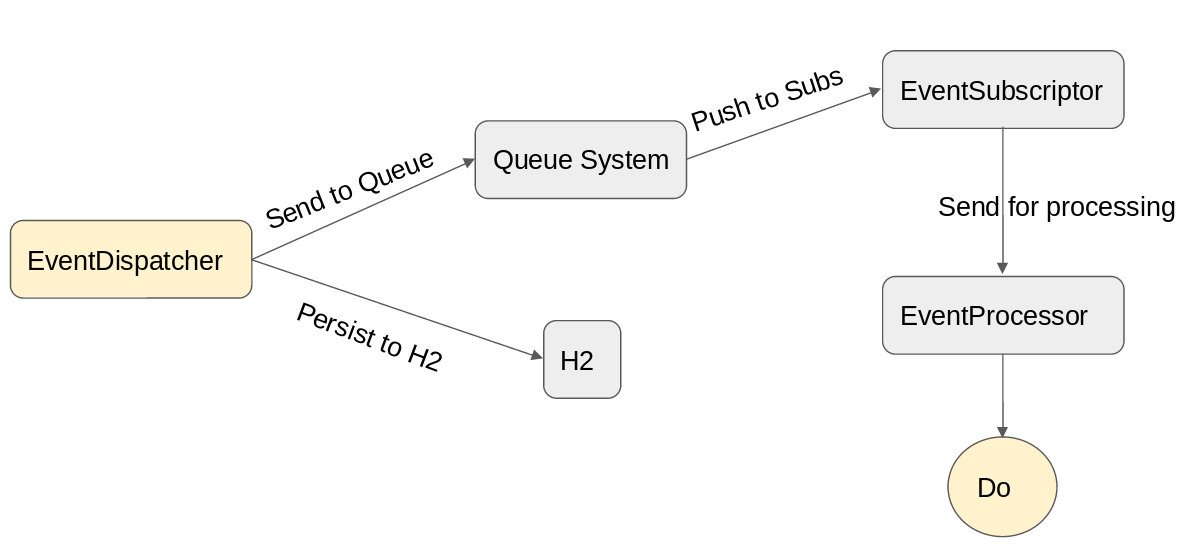 EventDispatcher
Send to Queue
Persist to H2
Queue System
H2
Push to Subs
EventSubscriptor
Send for processing
EventProcessor
Do